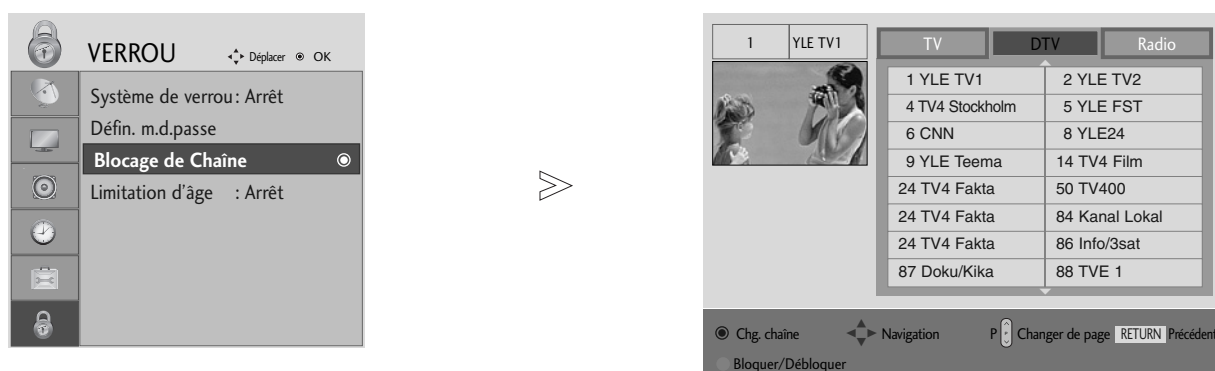 VERROU Déplacer OK
Système de verrou : Arrêt
Défin. m.d.passe
Blocage de Chaîne
Limitation d'âge : Arrêt
1 YLE TV1
TV DTV Radio
1 YLE TV1 2 YLE TV2
4 TV4 Stockholm 5 YLE FST
6 CNN 8 YLE24
9 YLE Teema 14 TV4 Film
24 TV4 Fakta 50 TV400
24 TV4 Fakta 84 Kanal Lokal
24 TV4 Fakta 86 Info/3sat
87 Doku/Kika 88 TVE 1
Chg. chaîne Navigation P Changer de page RETURN Précédent
Bloquer/Débloquer